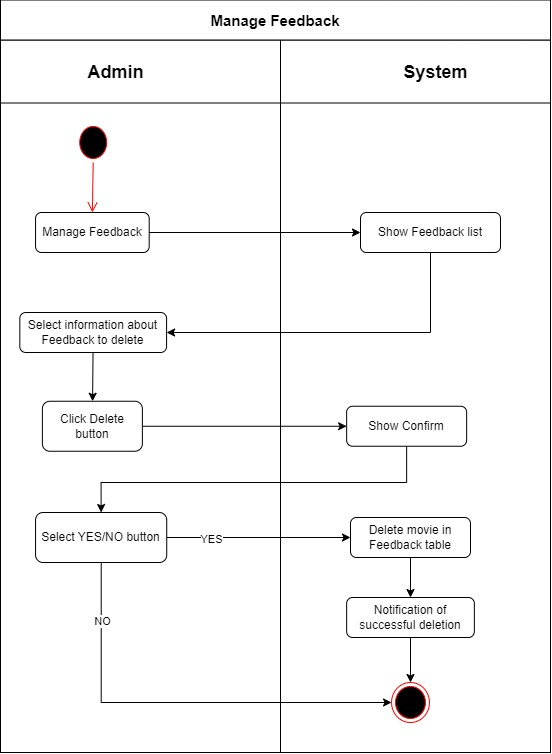 Manage Feedback
Admin
System
Manage Feedback
Show Feedback list
Select information about
Feedback to delete
Click Delete
button
Show Confirm
Select YES/NO button
YES
Delete movie in
Feedback table
NO
Notification of
successful deletion